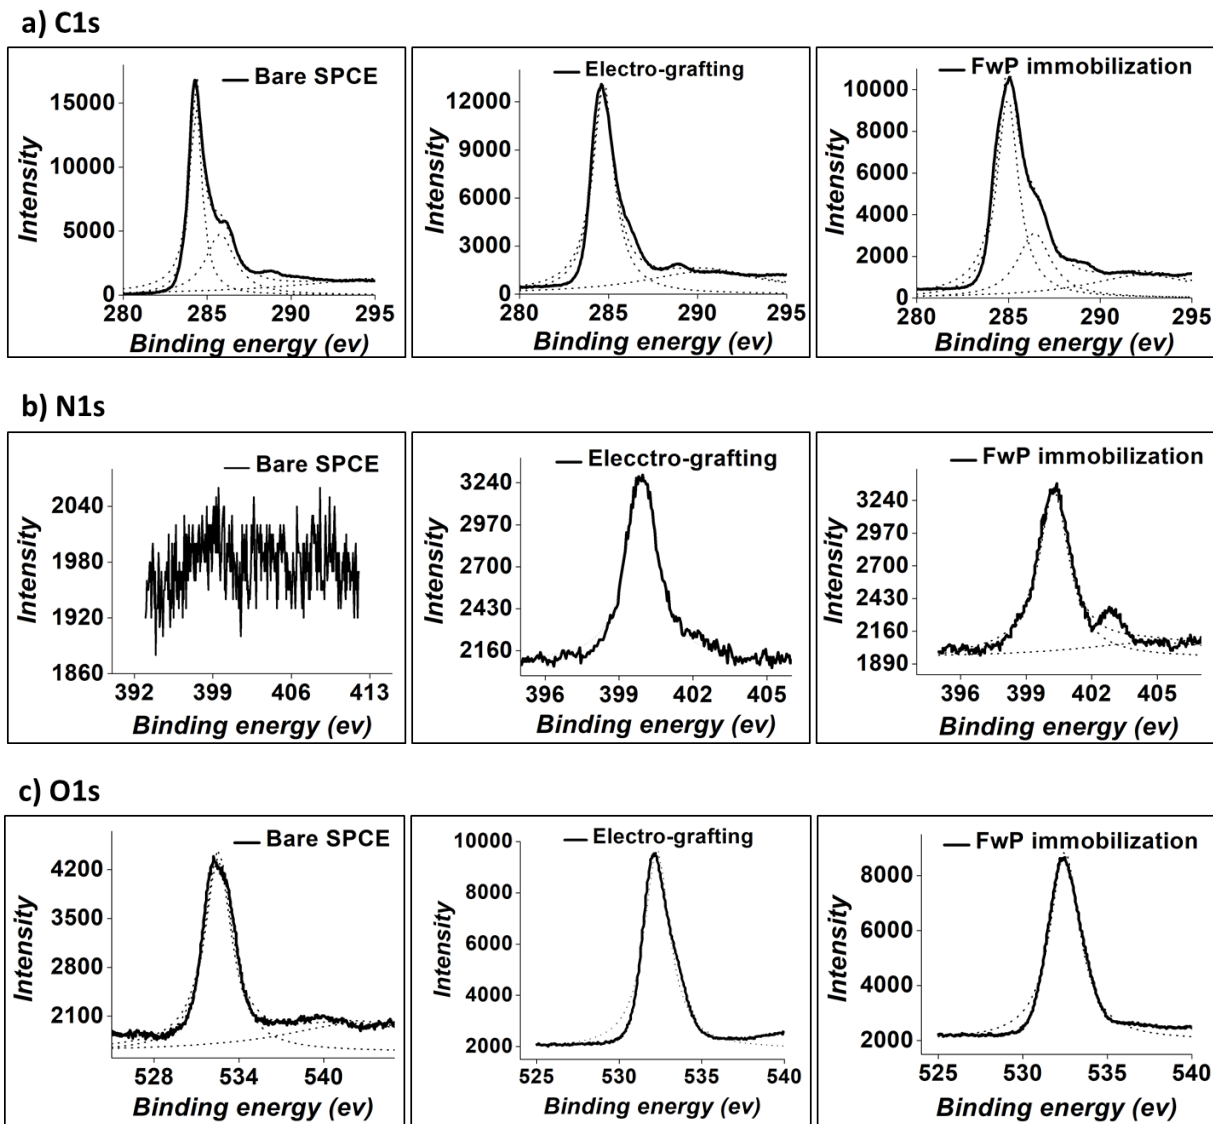 a) C1s
Bare SPCE
15000
10000
5000
0
280 285 290 295
Intensity
Binding energy (ev)
Electro-grafting
12000
9000
6000
3000
0
280 285 290 295
Intensity
Binding energy (ev)
FwP immobilization
10000
8000
6000
4000
2000
0
280 285 290 295
Intensity
Binding energy (ev)
b) N1s
Bare SPCE
2040
1980
1920
1860
392 399 406 413
Intensity
Binding energy (ev)
Elecctro-grafting
3240
2970
2700
2430
2160
396 399 402 405
Intensity
Binding energy (ev)
FwP immobilization
3240
2970
2700
2430
2160
1890
396 399 402 405
Intensity
Binding energy (ev)
c) O1s
Bare SPCE
4200
3500
2800
2100
528 534 540
Intensity
Binding energy (ev)
Electro-grafting
10000
8000
6000
4000
2000
525 530 535 540
Intensity
Binding energy (ev)
FwP immobilization
8000
6000
4000
2000
525 530 535 540
Intensity
Binding energy (ev)